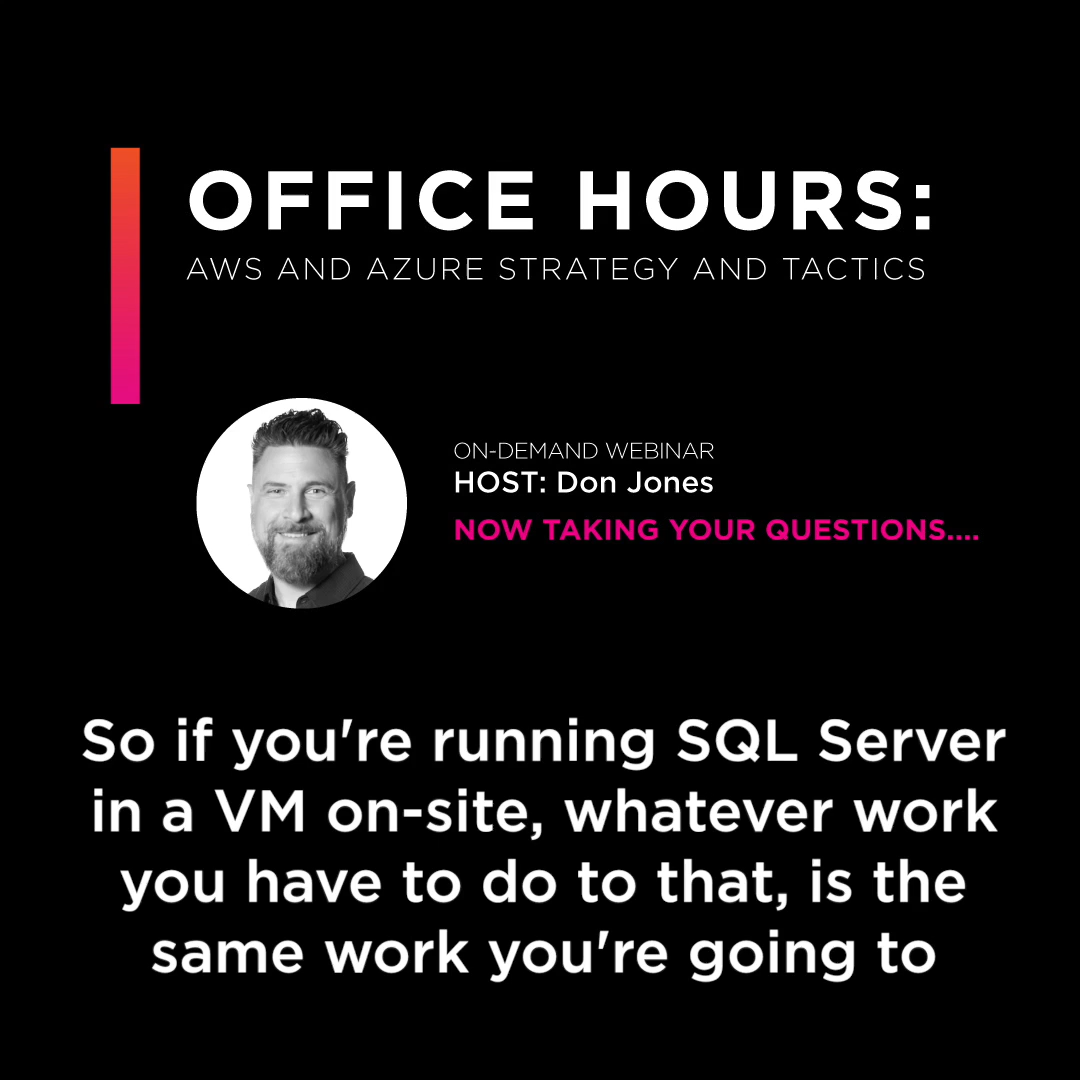 OFFICE HOURS:
AWS AND AZURE STRATEGY AND TACTICS
ON-DEMAND WEBINAR
HOST: Don Jones
NOW TAKING YOUR QUESTIONS....
So if you're running SQL Server
in a VM on-site, whatever work
you have to do to that, is the
same work you're going to